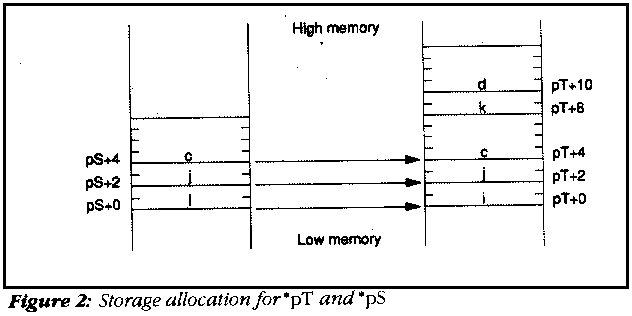 High memory
d pT+10
k pT+8
pS+4 c c pT+4
pS+2 j j pT+2
pS+0 i i pT+0
Low memory
Figure 2: Storage allocation for *pT and *pS